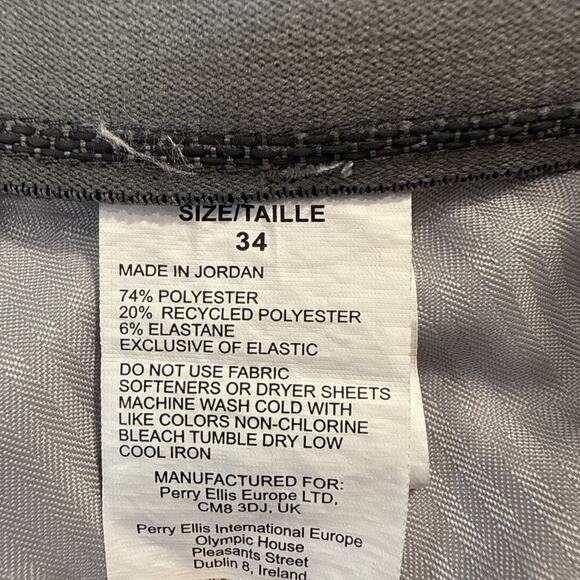 SIZE/TAILLE
34
MADE IN JORDAN
74% POLYESTER
20% RECYCLED POLYESTER
6% ELASTANE
EXCLUSIVE OF ELASTIC
DO NOT USE FABRIC
SOFTENERS OR DRYER SHEETS
MACHINE WASH COLD WITH
LIKE COLORS NON-CHLORINE
BLEACH TUMBLE DRY LOW
COOL IRON
MANUFACTURED FOR:
Perry Ellis Europe LTD,
CM8 3DJ, UK
Perry Ellis International Europe
Olympic House
Pleasants Street
Dublin 8, Ireland